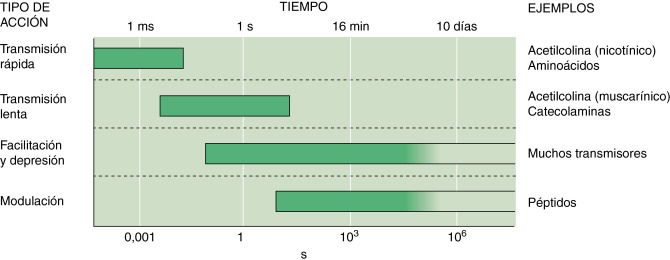 TIPO DE
ACCIÓN
TIEMPO
EJEMPLOS
1 ms
1 s
16 min
10 días
Transmisión
rápida
Acetilcolina (nicotínico)
Aminoácidos
Transmisión
lenta
Acetilcolina (muscarínico)
Catecolaminas
Facilitación
y depresión
Muchos transmisores
Modulación
Péptidos
0,001
1
10³
10⁶
s